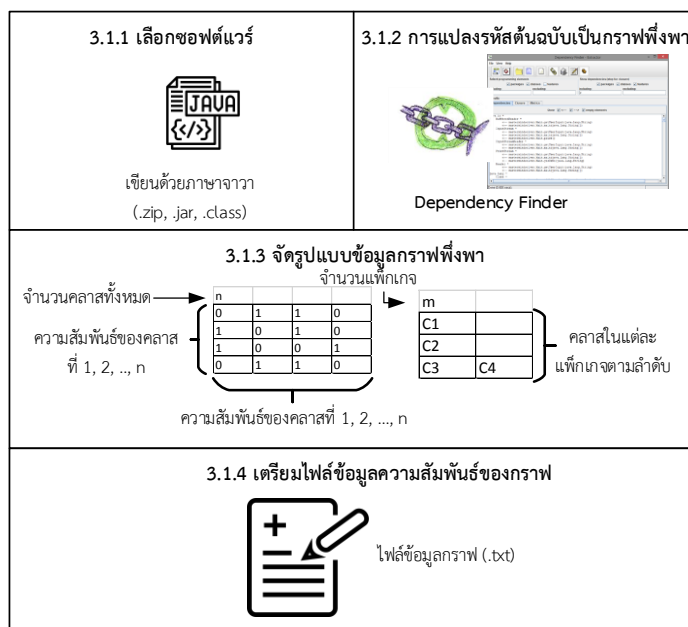 3.1.1 เลือกซอฟต์แวร์
JAVA
</>
เขียนด้วยภาษาจาวา
(.zip, .jar, .class)
3.1.2 การแปลงรหัสต้นฉบับเป็นกราฟพึ่งพา
Dependency Finder
3.1.3 จัดรูปแบบข้อมูลกราฟพึ่งพา
จำนวนคลาสทั้งหมด
ความสัมพันธ์ของคลาส
ที่ 1, 2, .., n
n
0 1 1 0
1 0 1 0
1 0 0 1
0 1 1 0
ความสัมพันธ์ของคลาสที่ 1, 2, ..., n
จำนวนแพ็กเกจ
m
C1
C2
C3 C4
คลาสในแต่ละ
แพ็กเกจตามลำดับ
3.1.4 เตรียมไฟล์ข้อมูลความสัมพันธ์ของกราฟ
ไฟล์ข้อมูลกราฟ (.txt)